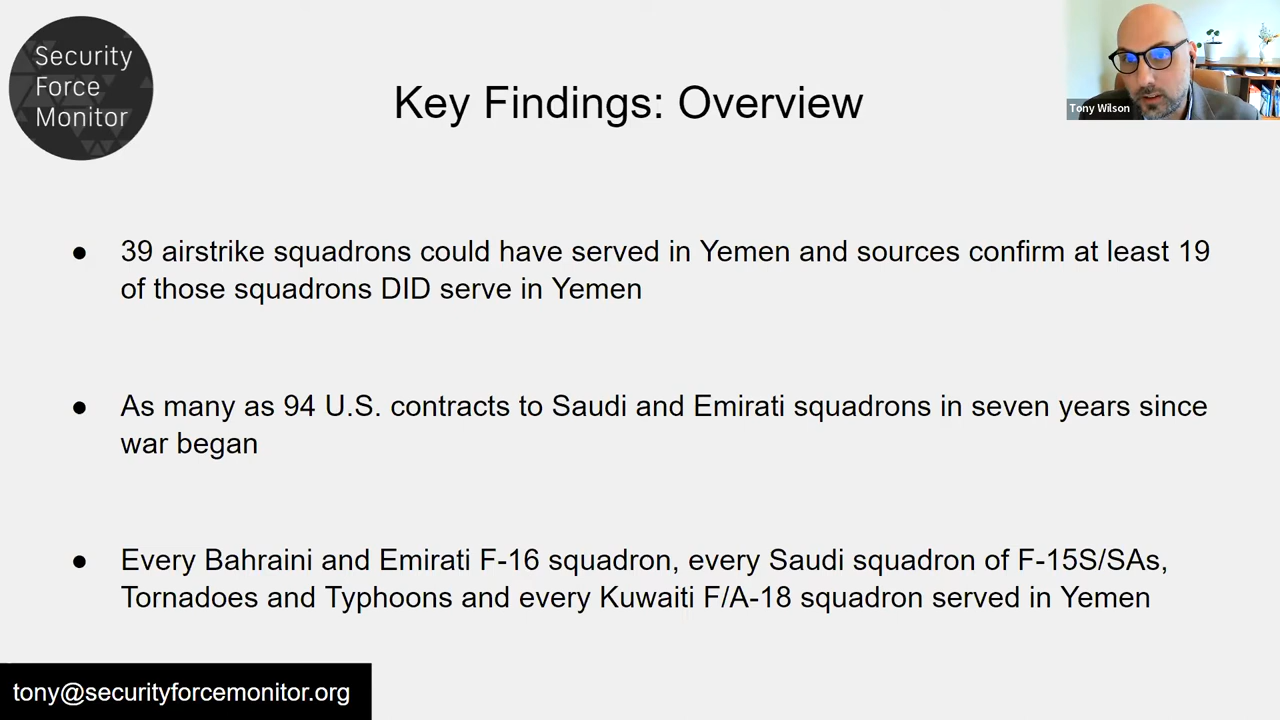 Security
Force
Monitor
Key Findings: Overview
Tony Wilson
● 39 airstrike squadrons could have served in Yemen and sources confirm at least 19
of those squadrons DID serve in Yemen
● As many as 94 U.S. contracts to Saudi and Emirati squadrons in seven years since
war began
● Every Bahraini and Emirati F-16 squadron, every Saudi squadron of F-15S/SAs,
Tornadoes and Typhoons and every Kuwaiti F/A-18 squadron served in Yemen
tony@securityforcemonitor.org